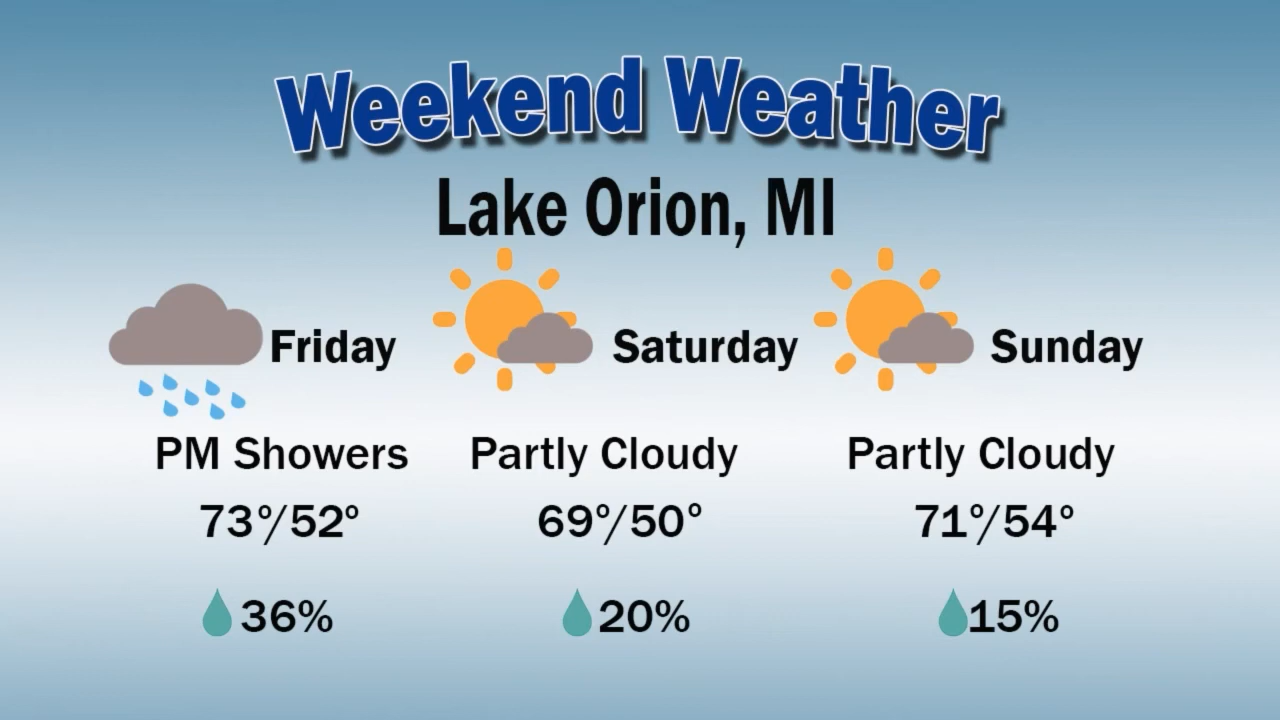 Weekend Weather
Lake Orion, MI
Friday
Saturday
Sunday
PM Showers
Partly Cloudy
Partly Cloudy
73°/52°
69°/50°
71°/54°
36%
20%
15%